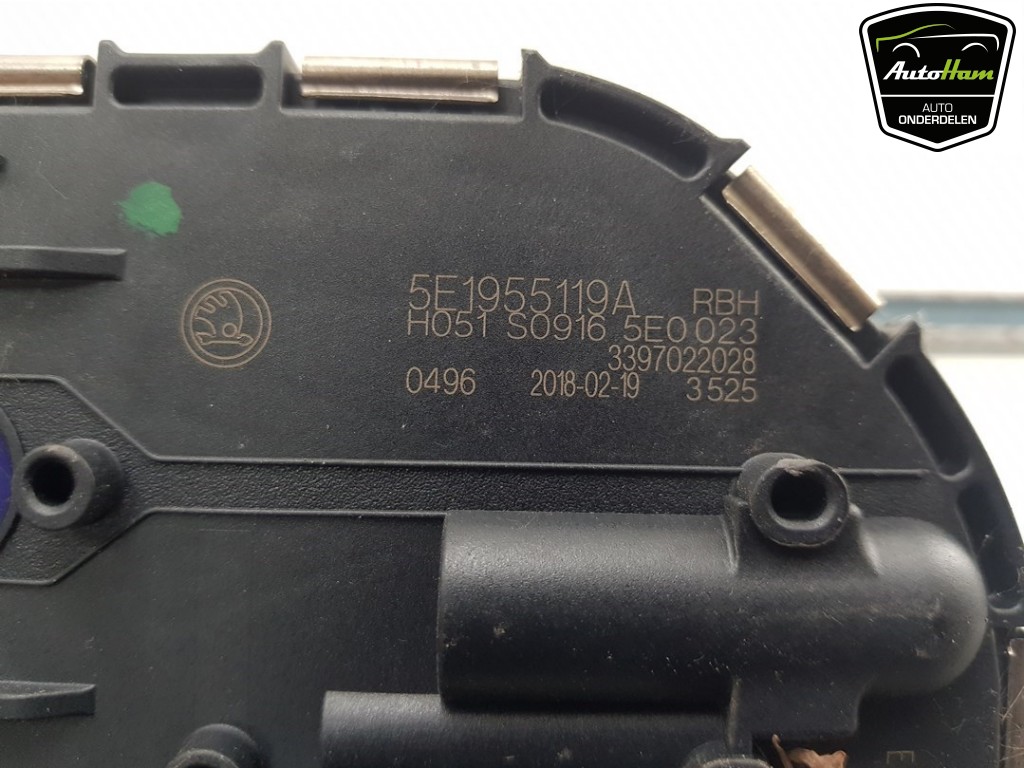 AutoHam
AUTO
ONDERDELEN
5E1955119A RBH
H051 S0916 5E0 023
3397022028
0496 2018-02-19 3525
E